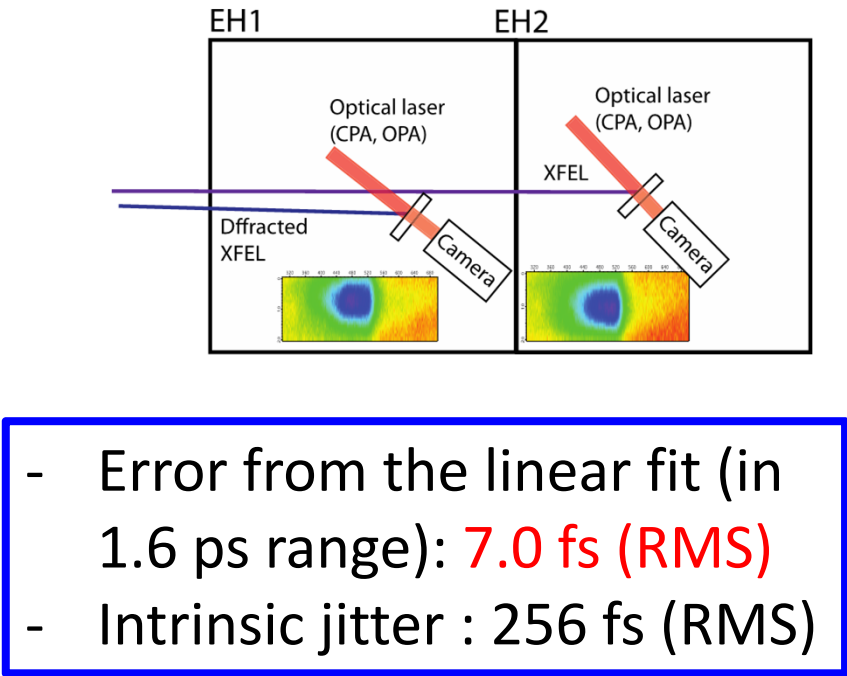 EH1
EH2
Optical laser
(CPA, OPA)
Optical laser
(CPA, OPA)
XFEL
Dffracted
XFEL
Camera
Camera
- Error from the linear fit (in
1.6 ps range): 7.0 fs (RMS)
- Intrinsic jitter : 256 fs (RMS)